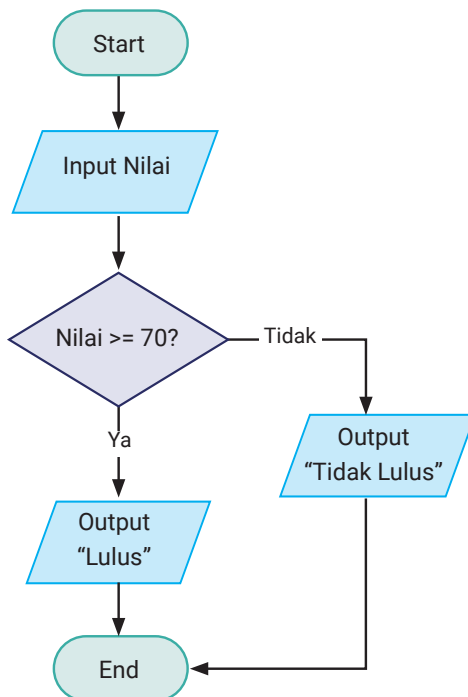 Start
Input Nilai
Nilai >= 70?
Tidak
Ya
Output
“Tidak Lulus”
Output
“Lulus”
End